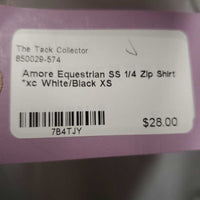 The Tack Collector
850029-574
Amore Equestrian SS 1/4 Zip Shirt
*xc White/Black XS
7B4TJY
$28.00